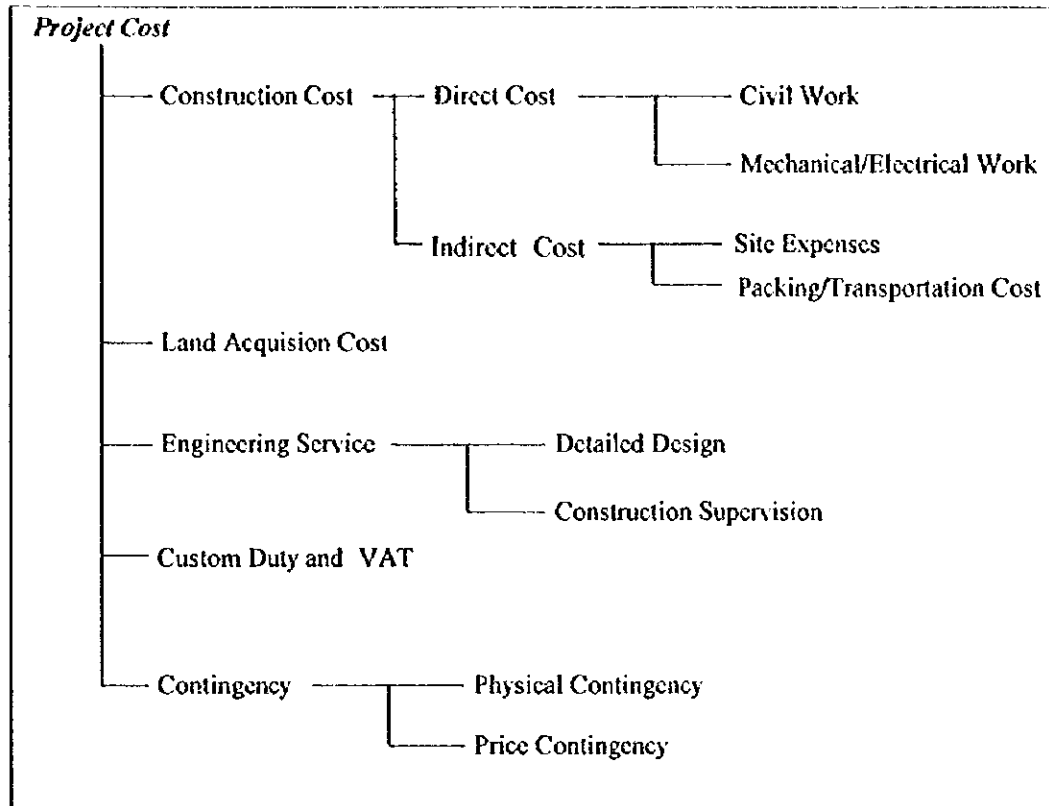 Project Cost
Construction Cost Direct Cost Civil Work
Mechanical/Electrical Work
Indirect Cost Site Expenses
Packing/Transportation Cost
Land Acquision Cost
Engineering Service Detailed Design
Construction Supervision
Custom Duty and VAT
Contingency Physical Contingency
Price Contingency